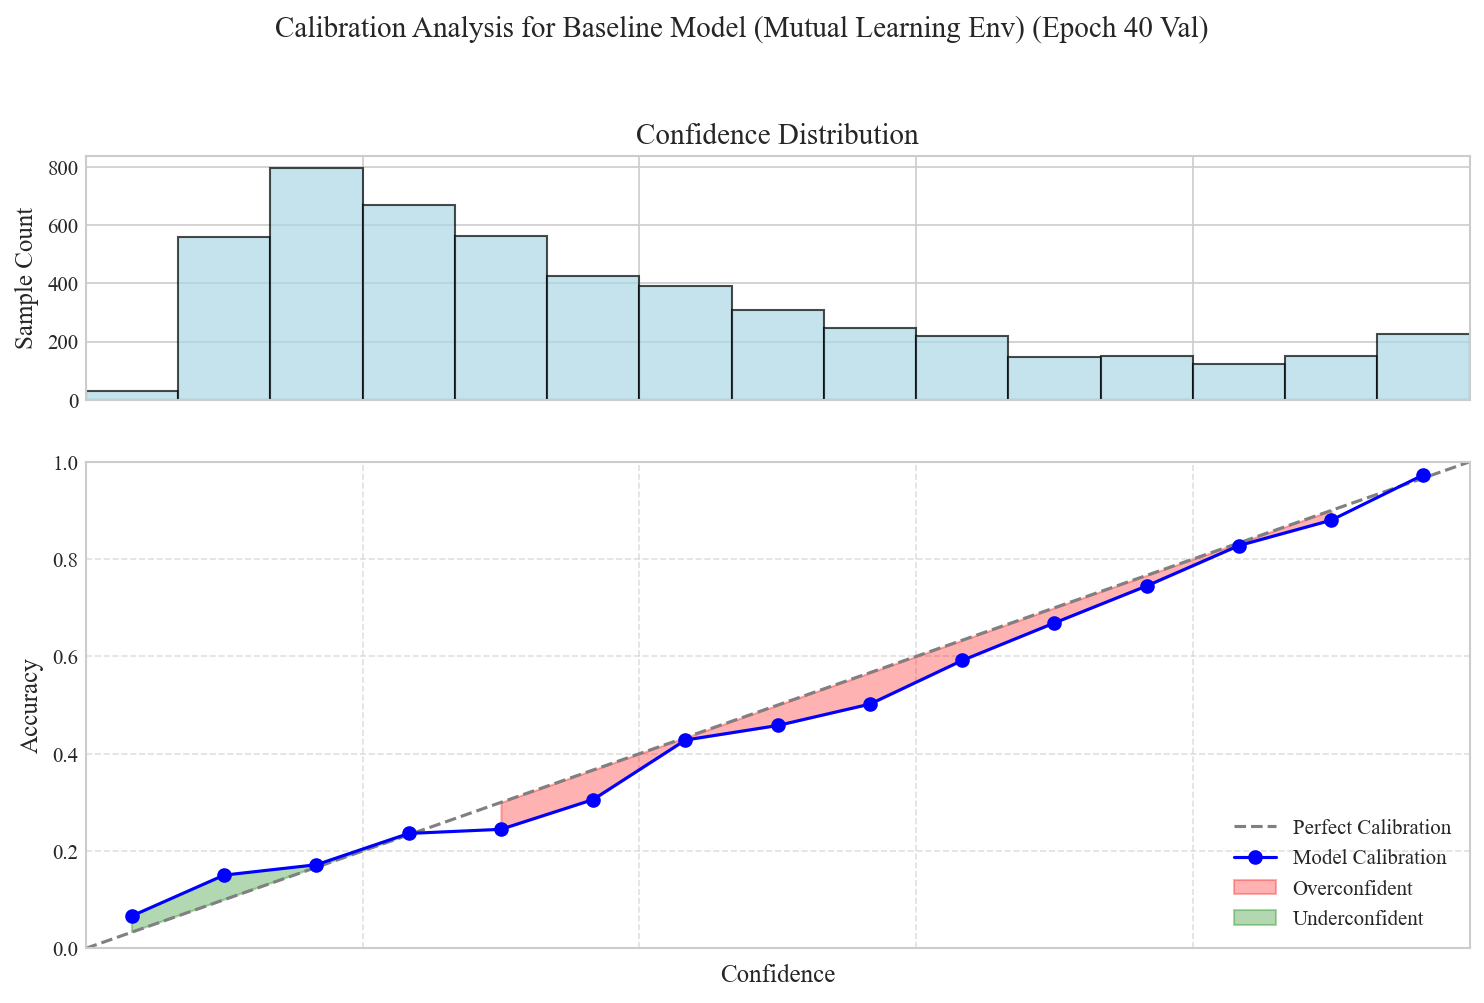 Calibration Analysis for Baseline Model (Mutual Learning Env) (Epoch 40 Val)
Confidence Distribution
Sample Count
800
600
400
200
0
Accuracy
1.0
0.8
0.6
0.4
0.2
0.0
Perfect Calibration
Model Calibration
Overconfident
Underconfident
Confidence